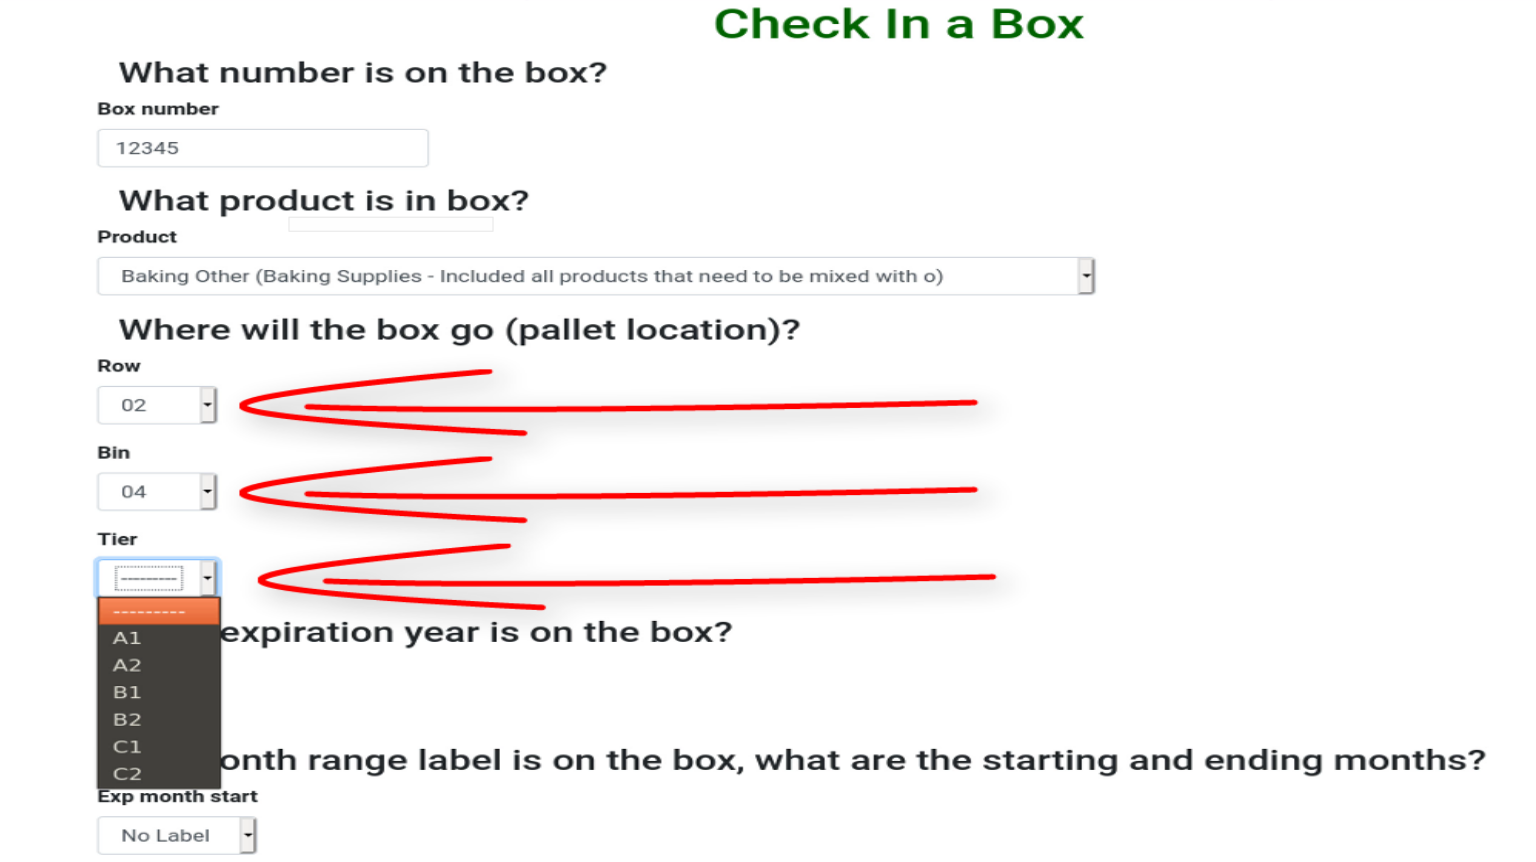 Check In a Box
What number is on the box?
Box number
12345
What product is in box?
Product
Baking Other (Baking Supplies - Included all products that need to be mixed with o)
Where will the box go (pallet location)?
Row
02
Bin
04
Tier
---------
---------
A1
expiration year is on the box?
A2
B1
B2
C1
onth range label is on the box, what are the starting and ending months?
C2
Exp month start
No Label